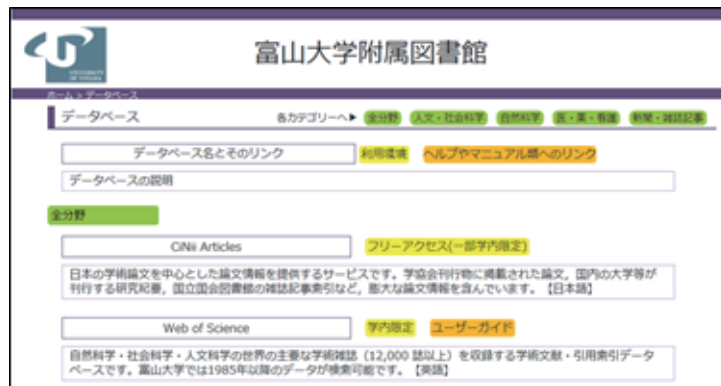 UNIVERSITY
OF TOYAMA
富山大学附属図書館
ホーム > データベース
データベース
各カテゴリーへ▶ 全分野 人文・社会科学 自然科学 医・薬・看護 新聞・雑誌記事
データベース名とそのリンク 利用環境 ヘルプやマニュアル類へのリンク
データベースの説明
全分野
CiNii Articles フリーアクセス(一部学内限定)
日本の学術論文を中心とした論文情報を提供するサービスです。学協会刊行物に掲載された論文，国内の大学等が
刊行する研究紀要，国立国会図書館の雑誌記事索引など，膨大な論文情報を含んでいます。【日本語】
Web of Science 学内限定 ユーザーガイド
自然科学・社会科学・人文科学の世界の主要な学術雑誌（12,000 誌以上）を収録する学術文献・引用索引データ
ベースです。富山大学では1985年以降のデータが検索可能です。【英語】